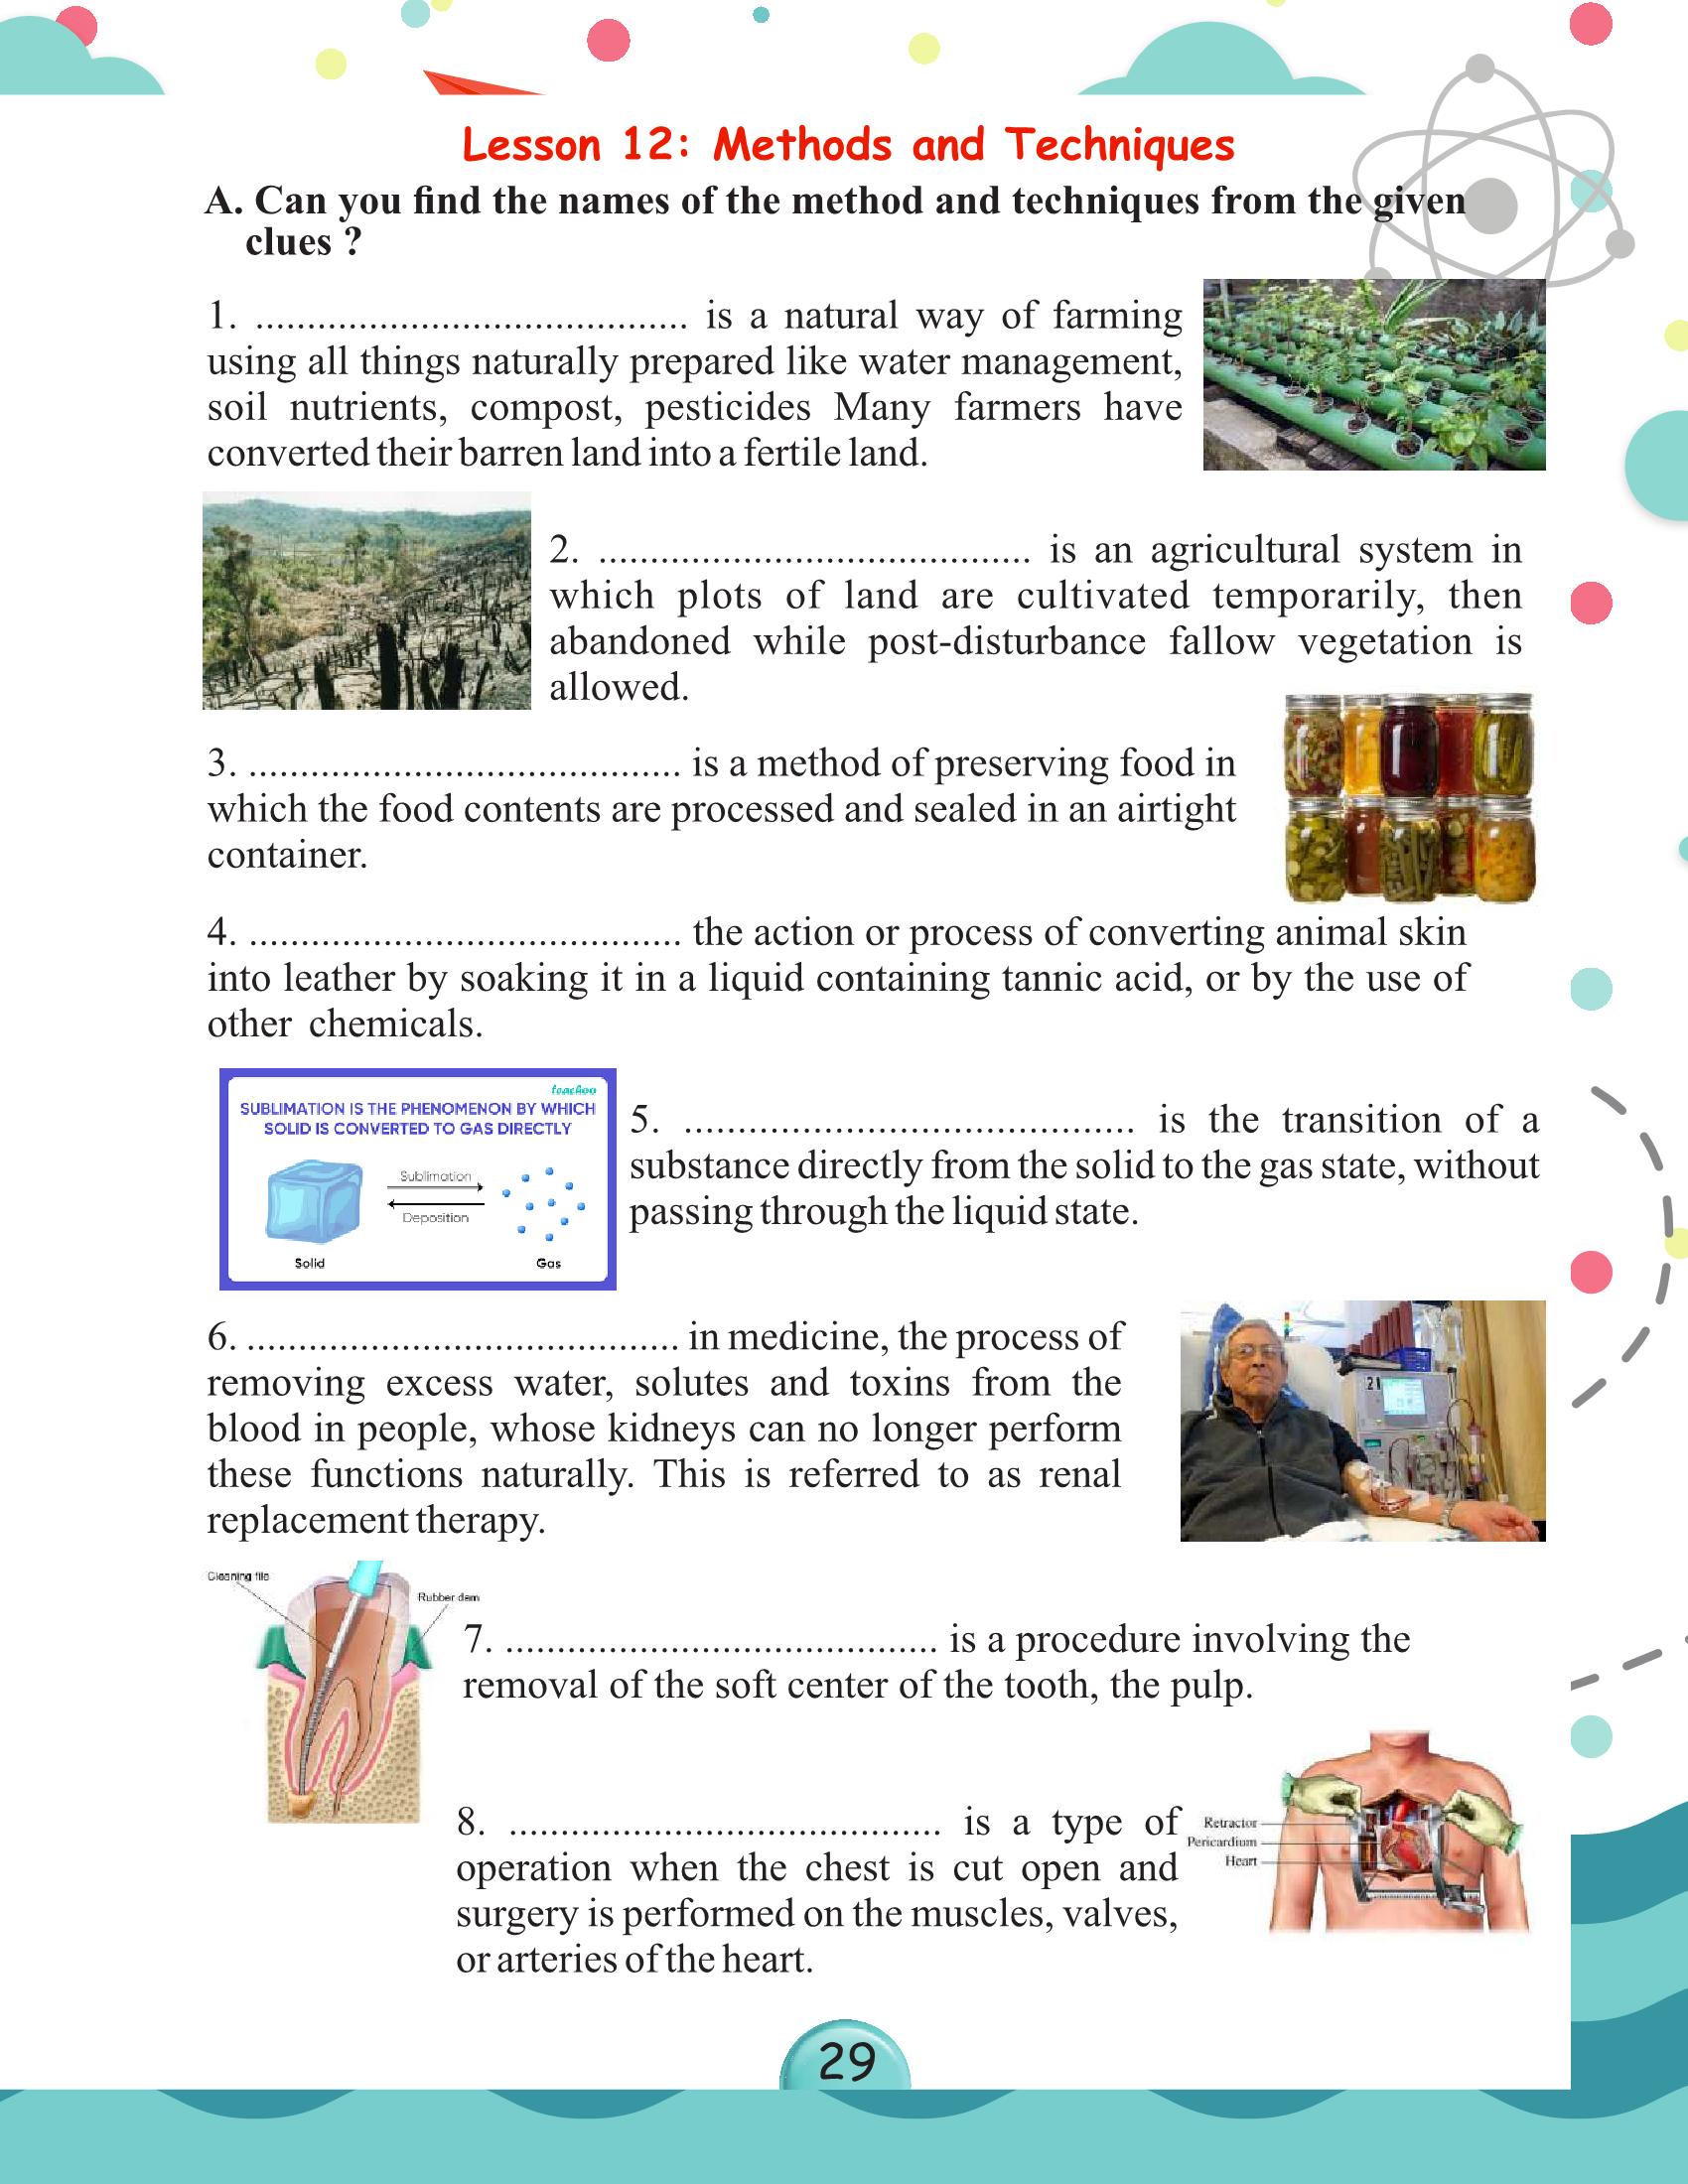 Lesson 12: Methods and Techniques
A. Can you find the names of the method and techniques from the given
clues ?
1. .......................................... is a natural way of farming
using all things naturally prepared like water management,
soil nutrients, compost, pesticides Many farmers have
converted their barren land into a fertile land.
2. .......................................... is an agricultural system in
which plots of land are cultivated temporarily, then
abandoned while post-disturbance fallow vegetation is
allowed.
3. .......................................... is a method of preserving food in
which the food contents are processed and sealed in an airtight
container.
4. .......................................... the action or process of converting animal skin
into leather by soaking it in a liquid containing tannic acid, or by the use of
other chemicals.
teachoo
SUBLIMATION IS THE PHENOMENON BY WHICH
SOLID IS CONVERTED TO GAS DIRECTLY
Sublimation
Deposition
Solid
Gas
5. ............................................ is the transition of a
substance directly from the solid to the gas state, without
passing through the liquid state.
6. .......................................... in medicine, the process of
removing excess water, solutes and toxins from the
blood in people, whose kidneys can no longer perform
these functions naturally. This is referred to as renal
replacement therapy.
21
Cleaning file
Rubber dam
7. .......................................... is a procedure involving the
removal of the soft center of the tooth, the pulp.
8. .......................................... is a type of
operation when the chest is cut open and
surgery is performed on the muscles, valves,
or arteries of the heart.
Retractor
Pericardium
Heart
29